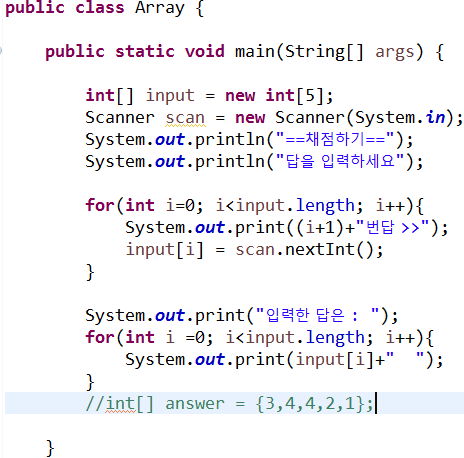 public class Array {
public static void main(String[] args) {
int[] input = new int[5];
Scanner scan = new Scanner(System.in);
System.out.println("==채점하기==");
System.out.println("답을 입력하세요");
for(int i=0; i<input.length; i++){
System.out.print((i+1)+"번답 >>");
input[i] = scan.nextInt();
}
System.out.print("입력한 답은 : ");
for(int i =0; i<input.length; i++){
System.out.print(input[i]+"  ");
}
//int[] answer = {3,4,4,2,1};
}